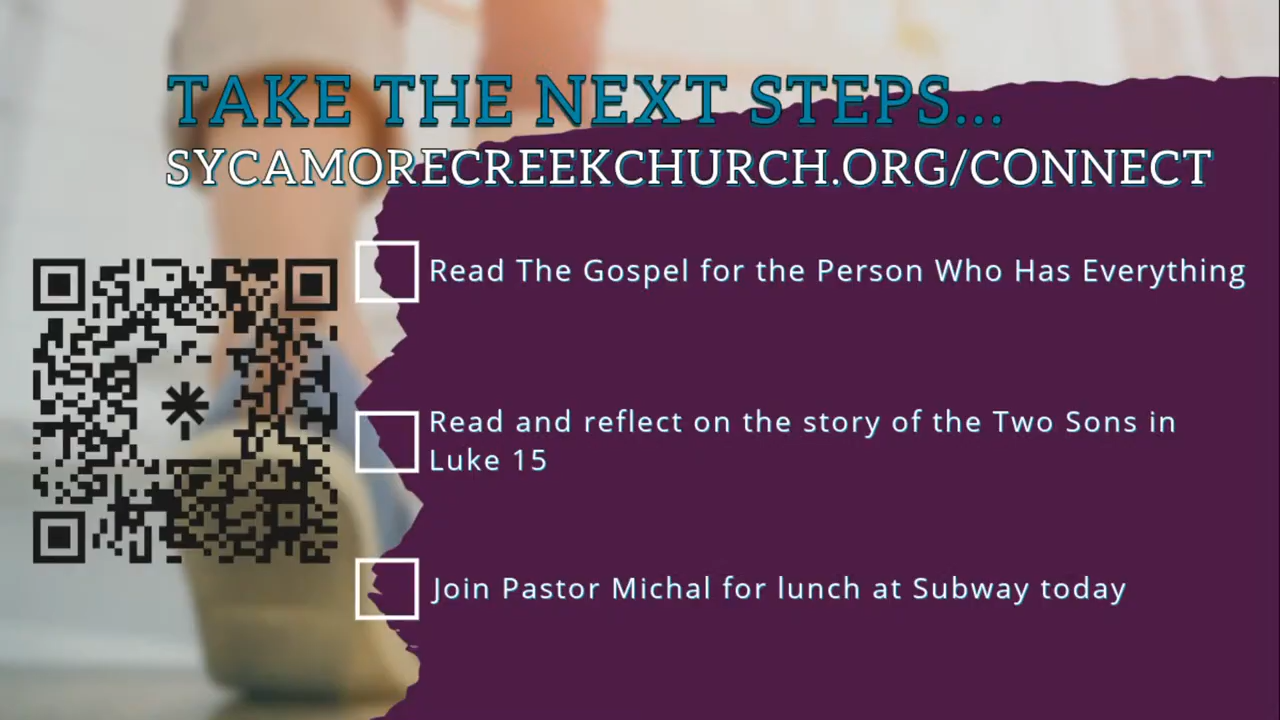 TAKE THE NEXT STEPS...
SYCAMORECREEKCHURCH.ORG/CONNECT
Read The Gospel for the Person Who Has Everything
Read and reflect on the story of the Two Sons in
Luke 15
Join Pastor Michal for lunch at Subway today